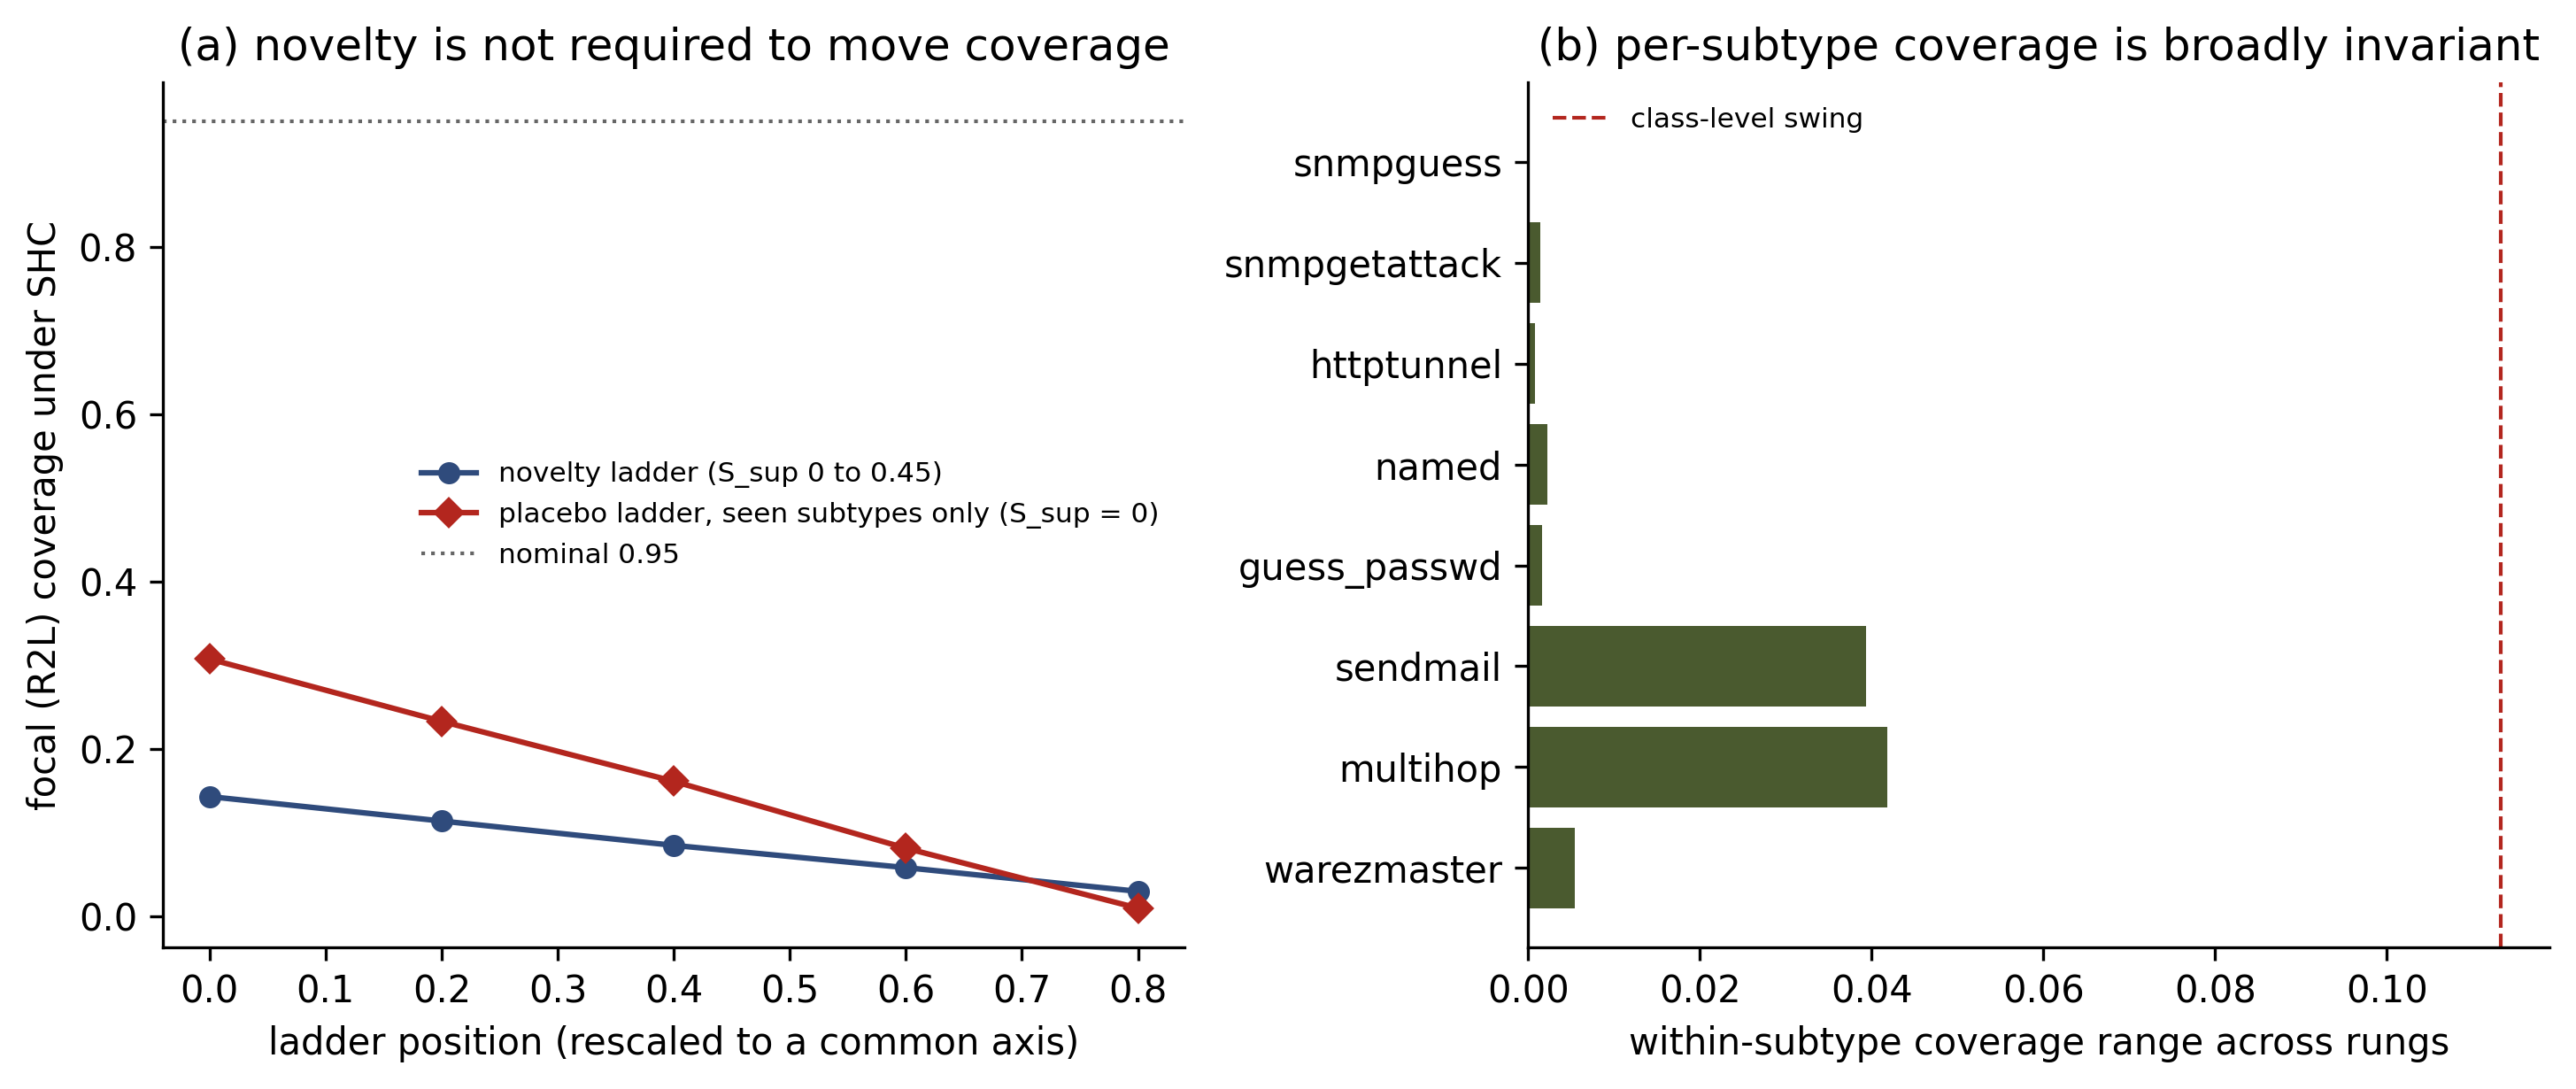 (a) novelty is not required to move coverage
focal (R2L) coverage under SHC
0.8
0.6
0.4
0.2
0.0
novelty ladder (S_sup 0 to 0.45)
placebo ladder, seen subtypes only (S_sup = 0)
nominal 0.95
0.0 0.1 0.2 0.3 0.4 0.5 0.6 0.7 0.8
ladder position (rescaled to a common axis)
(b) per-subtype coverage is broadly invariant
class-level swing
snmpguess
snmpgetattack
httptunnel
named
guess_passwd
sendmail
multihop
warezmaster
0.00 0.02 0.04 0.06 0.08 0.10
within-subtype coverage range across rungs